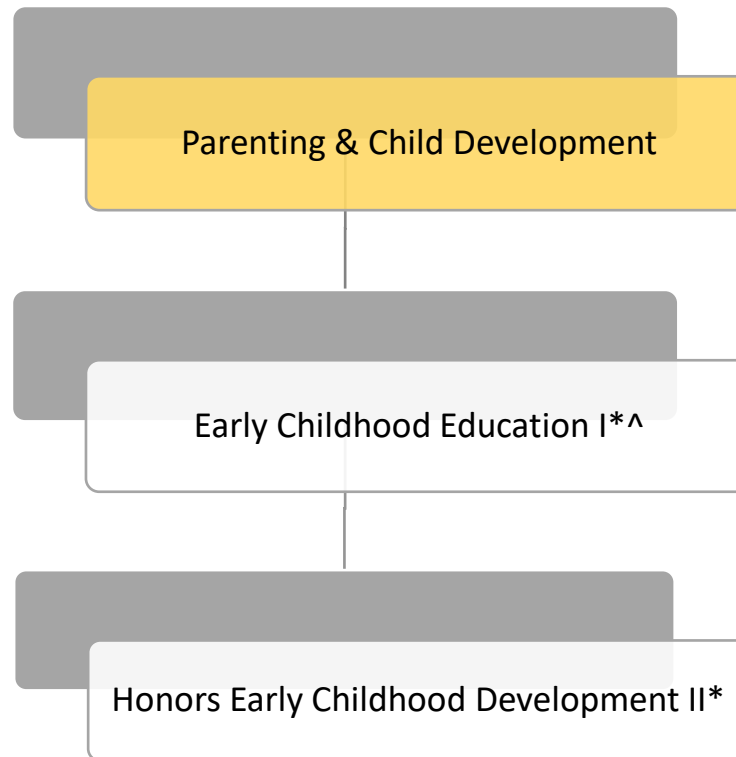 Parenting & Child Development
Early Childhood Education I*^
Honors Early Childhood Development II*